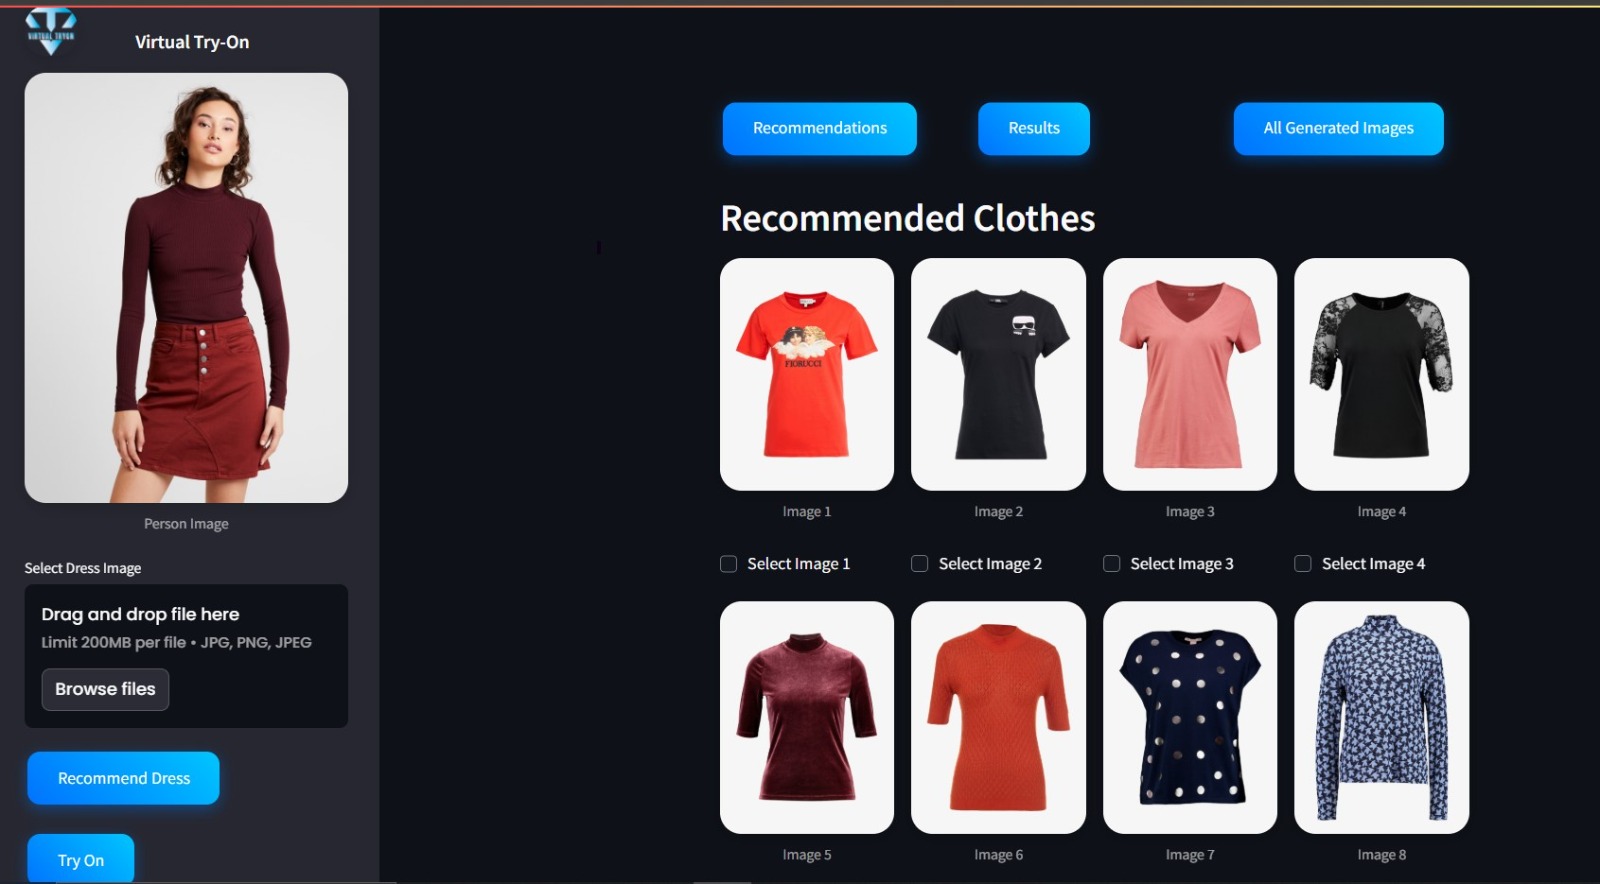 VIRTUAL TRYON
Virtual Try-On
Person Image
Select Dress Image
Drag and drop file here
Limit 200MB per file • JPG, PNG, JPEG
Browse files
Recommend Dress
Try On
Recommendations
Results
All Generated Images
Recommended Clothes
FIORUCCI
Image 1
Image 2
Image 3
Image 4
Select Image 1
Select Image 2
Select Image 3
Select Image 4
Image 5
Image 6
Image 7
Image 8